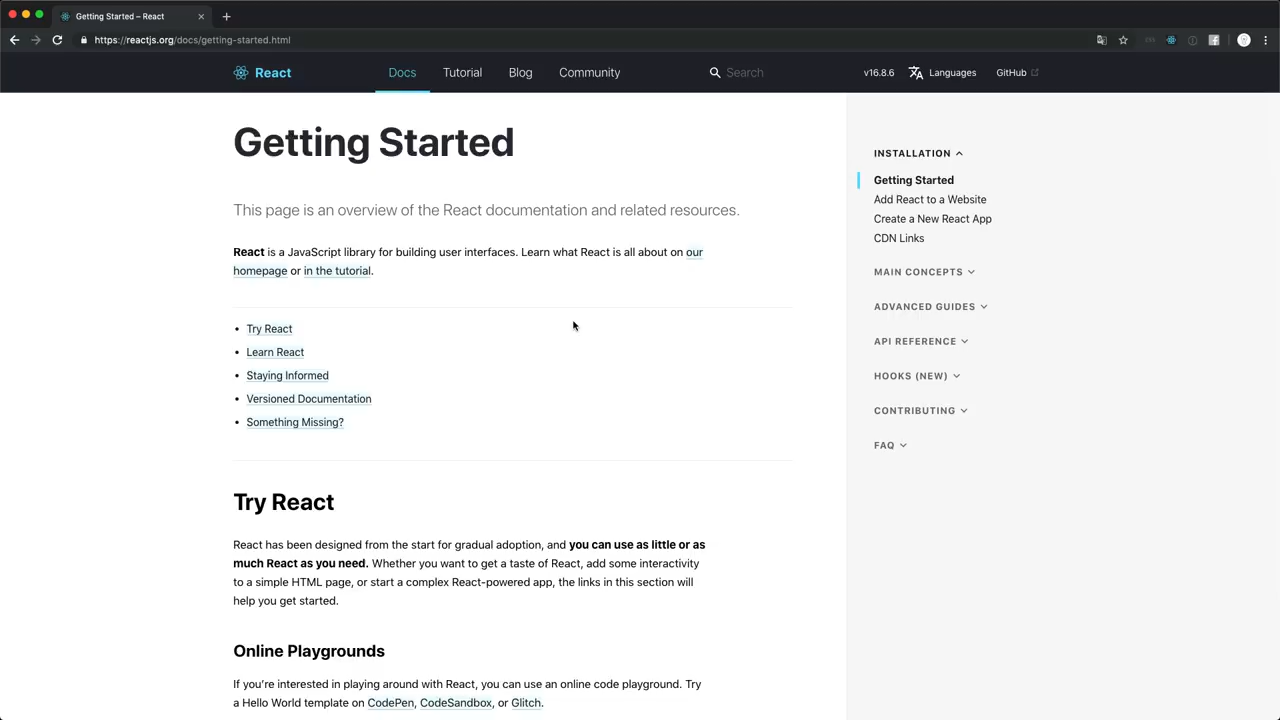 Getting Started – React
https://reactjs.org/docs/getting-started.html
React
Docs
Tutorial
Blog
Community
Search
v16.8.6
Languages
GitHub
Getting Started
This page is an overview of the React documentation and related resources.
React is a JavaScript library for building user interfaces. Learn what React is all about on our
homepage or in the tutorial.
• Try React
• Learn React
• Staying Informed
• Versioned Documentation
• Something Missing?
Try React
React has been designed from the start for gradual adoption, and you can use as little or as
much React as you need. Whether you want to get a taste of React, add some interactivity
to a simple HTML page, or start a complex React-powered app, the links in this section will
help you get started.
Online Playgrounds
If you’re interested in playing around with React, you can use an online code playground. Try
a Hello World template on CodePen, CodeSandbox, or Glitch.
INSTALLATION
Getting Started
Add React to a Website
Create a New React App
CDN Links
MAIN CONCEPTS
ADVANCED GUIDES
API REFERENCE
HOOKS (NEW)
CONTRIBUTING
FAQ